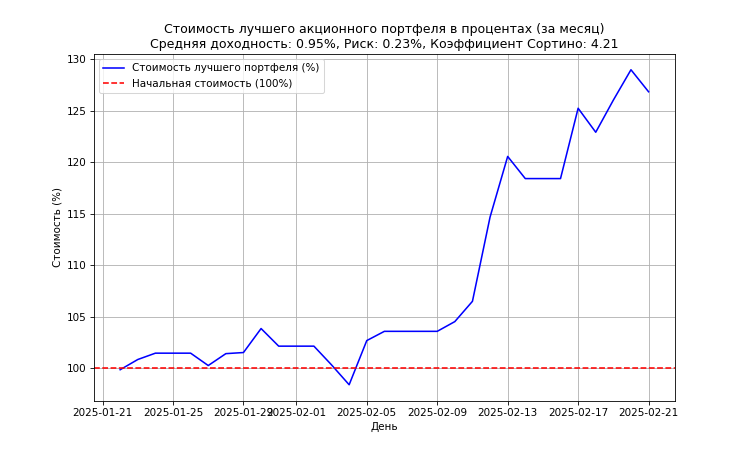 Стоимость лучшего акционного портфеля в процентах (за месяц)
Средняя доходность: 0.95%, Риск: 0.23%, Коэффициент Сортино: 4.21
Стоимость лучшего портфеля (%)
Начальная стоимость (100%)
Стоимость (%)
130
125
120
115
110
105
100
2025-01-21 2025-01-25 2025-01-29 2025-02-01 2025-02-05 2025-02-09 2025-02-13 2025-02-17 2025-02-21
День